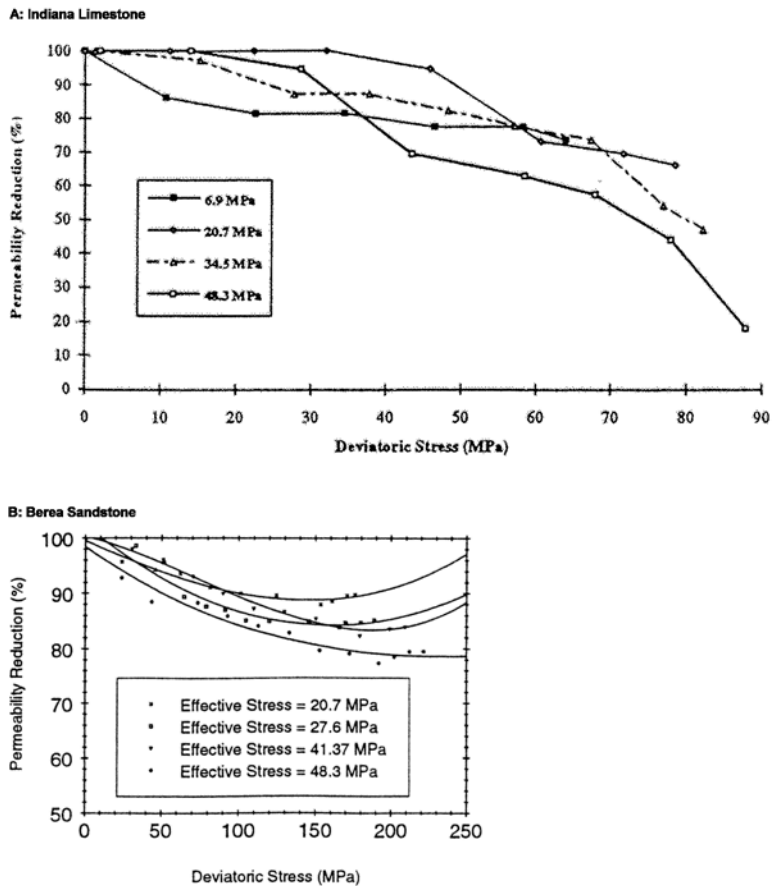 A: Indiana Limestone
100
90
80
70
60
50
40
30
20
10
0
Permeability Reduction (%)
6.9 MPa
20.7 MPa
34.5 MPa
48.3 MPa
0 10 20 30 40 50 60 70 80 90
Deviatoric Stress (MPa)
B: Berea Sandstone
100
90
80
70
60
50
Permeability Reduction (%)
Effective Stress = 20.7 MPa
Effective Stress = 27.6 MPa
Effective Stress = 41.37 MPa
Effective Stress = 48.3 MPa
0 50 100 150 200 250
Deviatoric Stress (MPa)